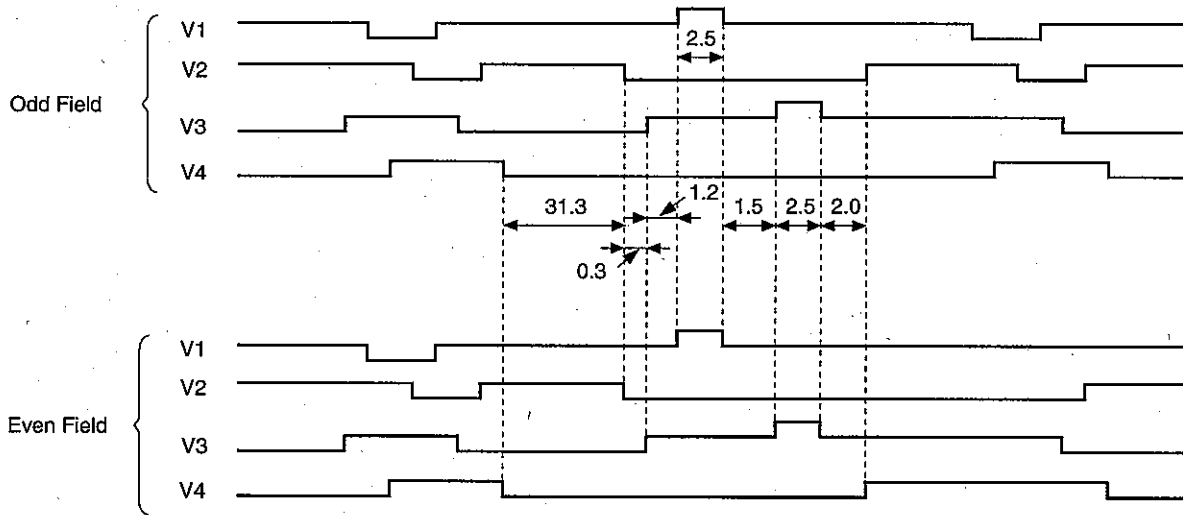 V1
2.5
V2
Odd Field
V3
V4
1.2
31.3
1.5
2.5
2.0
0.3
V1
V2
Even Field
V3
V4